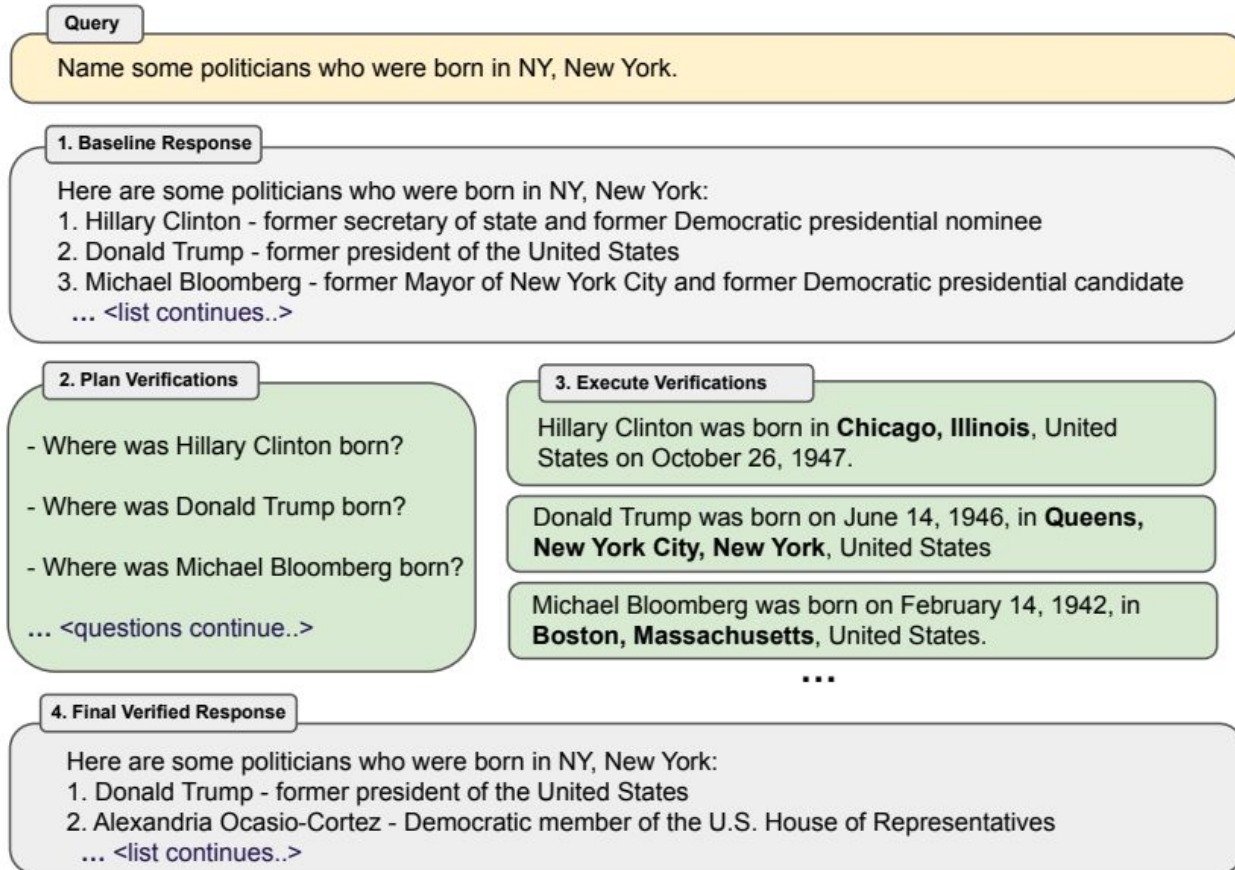 Query
Name some politicians who were born in NY, New York.
1. Baseline Response
Here are some politicians who were born in NY, New York:
1. Hillary Clinton - former secretary of state and former Democratic presidential nominee
2. Donald Trump - former president of the United States
3. Michael Bloomberg - former Mayor of New York City and former Democratic presidential candidate
... <list continues..>
2. Plan Verifications
- Where was Hillary Clinton born?
- Where was Donald Trump born?
- Where was Michael Bloomberg born?
... <questions continue..>
3. Execute Verifications
Hillary Clinton was born in Chicago, Illinois, United
States on October 26, 1947.
Donald Trump was born on June 14, 1946, in Queens,
New York City, New York, United States
Michael Bloomberg was born on February 14, 1942, in
Boston, Massachusetts, United States.
...
4. Final Verified Response
Here are some politicians who were born in NY, New York:
1. Donald Trump - former president of the United States
2. Alexandria Ocasio-Cortez - Democratic member of the U.S. House of Representatives
... <list continues..>